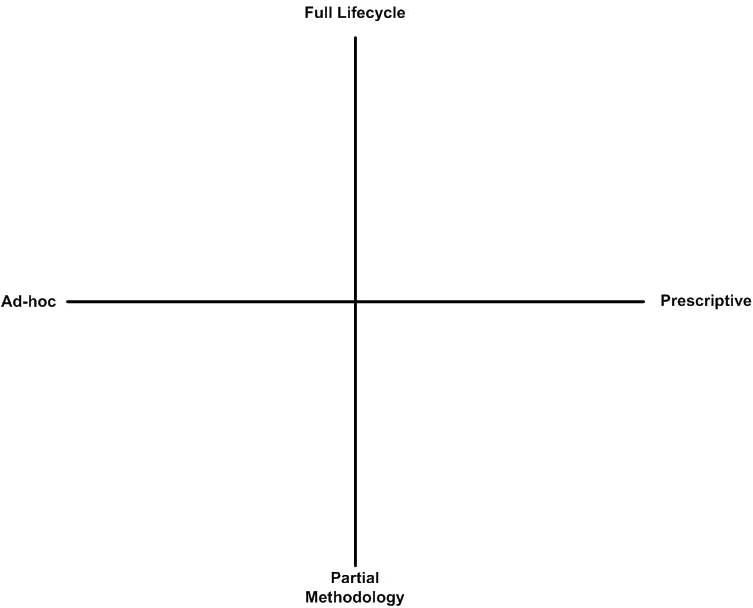 Full Lifecycle
Ad-hoc
Prescriptive
Partial
Methodology